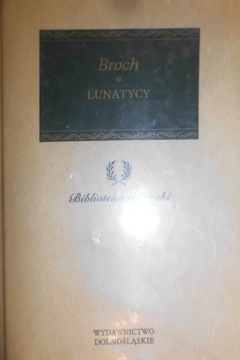 Broch
LUNATYCY
Biblioteka
WYDAWNICTWO
DOLNOŚLĄSKIE